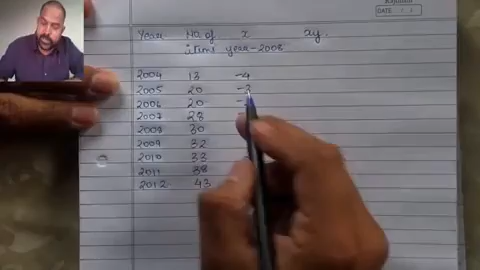 DATE : :
Year No. of x xy
items year-2008
2004 13 -4
2005 20 -3
2006 20
2007 28
2008 30
2009 32
2010 33
2011 38
2012 43